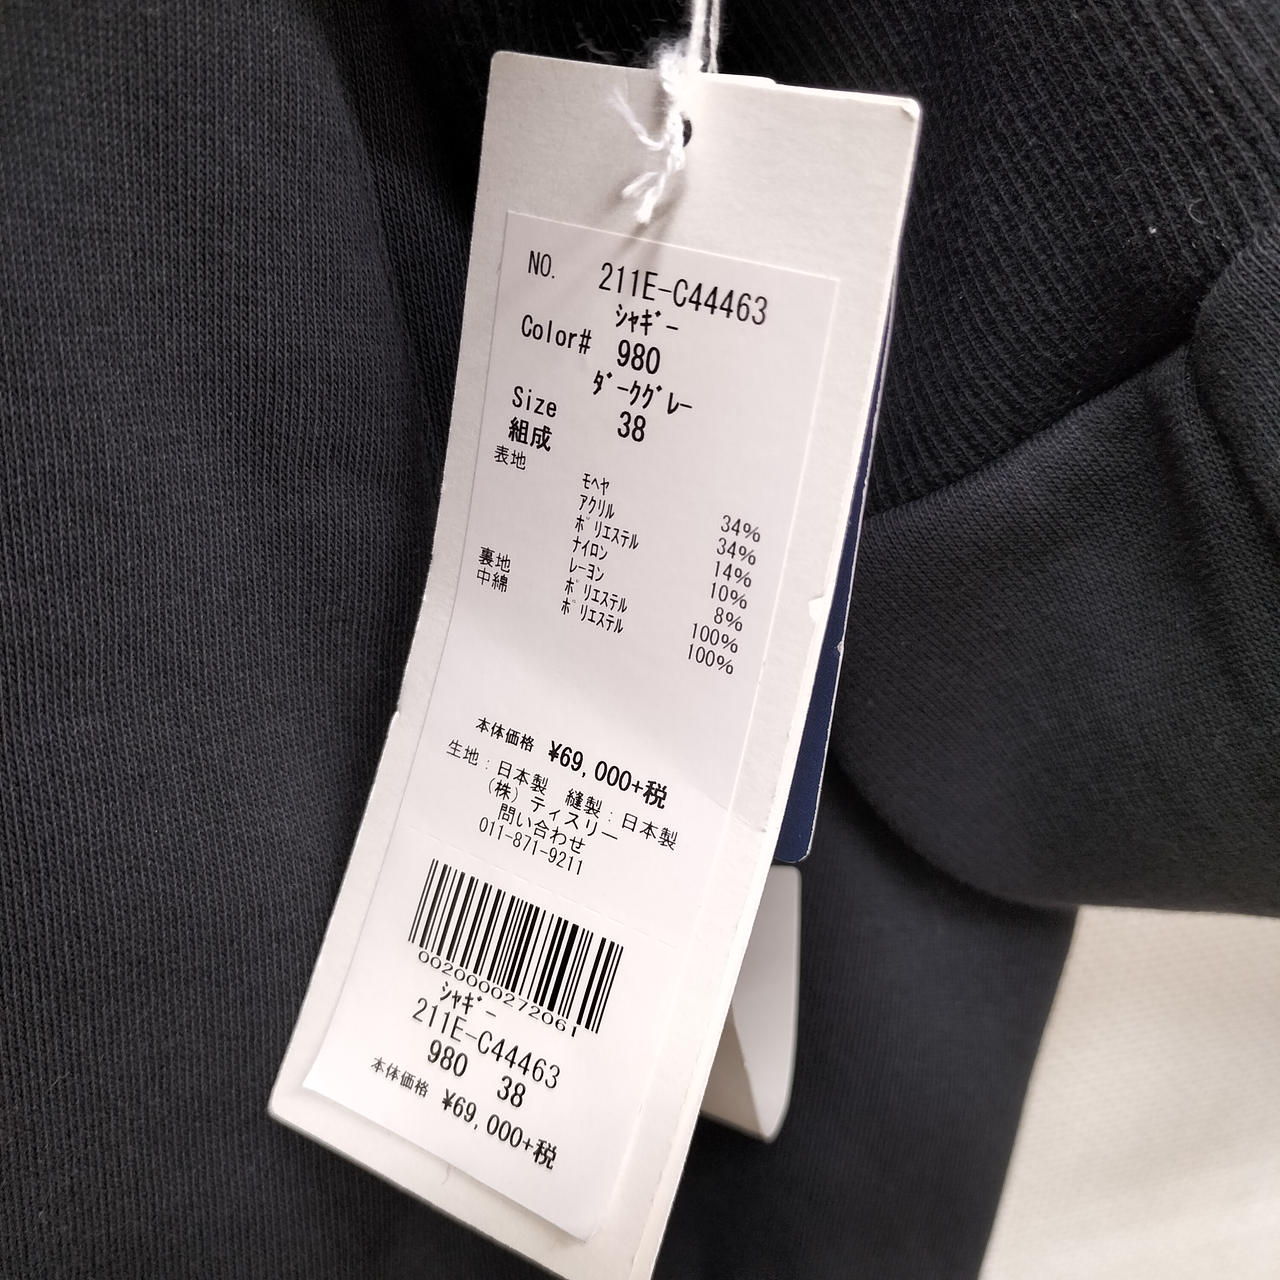 NO. 211E-C44463
ｼｬｷﾞｰ
Color# 980
ﾀﾞｰｸｸﾞﾚｰ
Size 38
組成
表地
ﾓﾍﾔ 34%
ｱｸﾘﾙ 34%
ﾎﾟﾘｴｽﾃﾙ 14%
ﾅｲﾛﾝ 10%
ﾚｰﾖﾝ 8%
裏地 ﾎﾟﾘｴｽﾃﾙ 100%
中綿 ﾎﾟﾘｴｽﾃﾙ 100%
本体価格 ¥69,000+税
生地:日本製 縫製:日本製
(株)ティスリー
問い合わせ
011-871-9211
002000027206１
ｼｬｷﾞｰ
211E-C44463
980 38
本体価格 ¥69,000+税